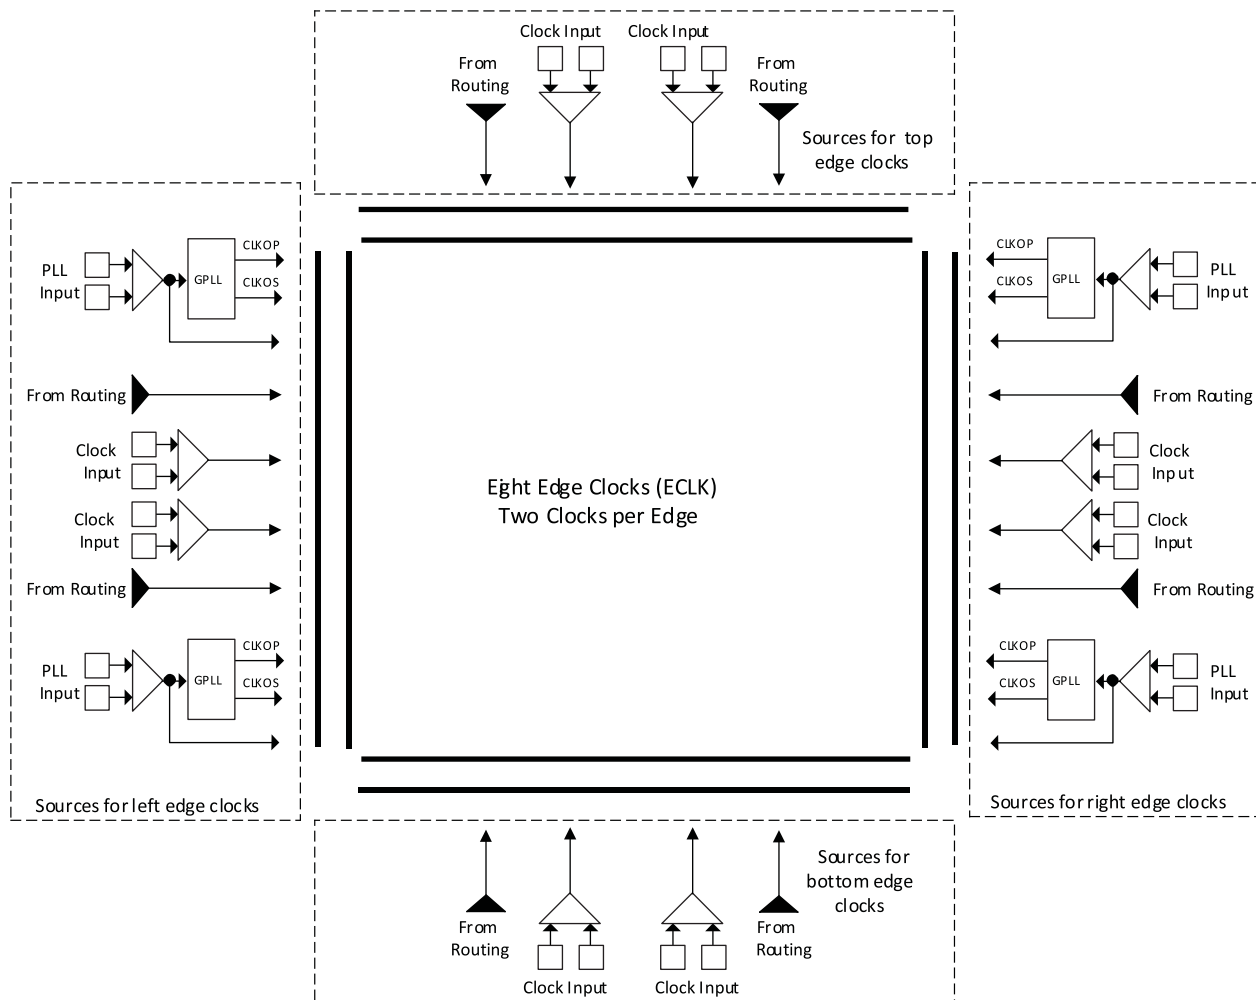 Clock Input
Clock Input
From
Routing
From
Routing
Sources for top
edge clocks
PLL
Input
GPLL
CLKOP
CLKOS
From Routing
Clock
Input
Clock
Input
From Routing
PLL
Input
GPLL
CLKOP
CLKOS
Sources for left edge clocks
Eight Edge Clocks (ECLK)
Two Clocks per Edge
CLKOP
CLKOS
GPLL
PLL
Input
From Routing
Clock
Input
Clock
Input
From Routing
CLKOP
CLKOS
GPLL
PLL
Input
Sources for right edge clocks
Sources for
bottom edge
clocks
From
Routing
From
Routing
Clock Input
Clock Input